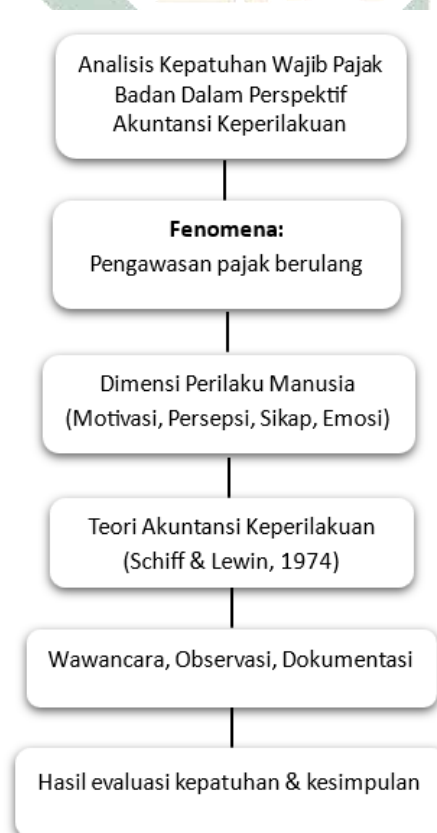 Analisis Kepatuhan Wajib Pajak
Badan Dalam Perspektif
Akuntansi Keperilakuan
Fenomena:
Pengawasan pajak berulang
Dimensi Perilaku Manusia
(Motivasi, Persepsi, Sikap, Emosi)
Teori Akuntansi Keperilakuan
(Schiff & Lewin, 1974)
Wawancara, Observasi, Dokumentasi
Hasil evaluasi kepatuhan & kesimpulan